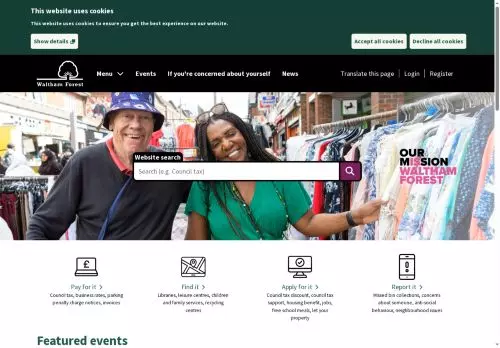 This website uses cookies
This website uses cookies to ensure you get the best experience on our website.
Show details
Accept all cookies
Decline all cookies
Waltham Forest
Menu
Events
If you're concerned about yourself
News
Translate this page
Login
Register
Website search
Search (e.g. Council tax)
OUR
MISSION
WALTHAM
FOREST
Pay for it
Council tax, business rates, parking
penalty charge notices, invoices
Find it
Libraries, leisure centres, children
and family services, recycling
centres
Apply for it
Council tax discount, council tax
support, housing benefit, jobs,
free school meals, let your
property
Report it
Missed bin collections, concerns
about someone, anti-social
behaviour, neighbourhood issues
Featured events